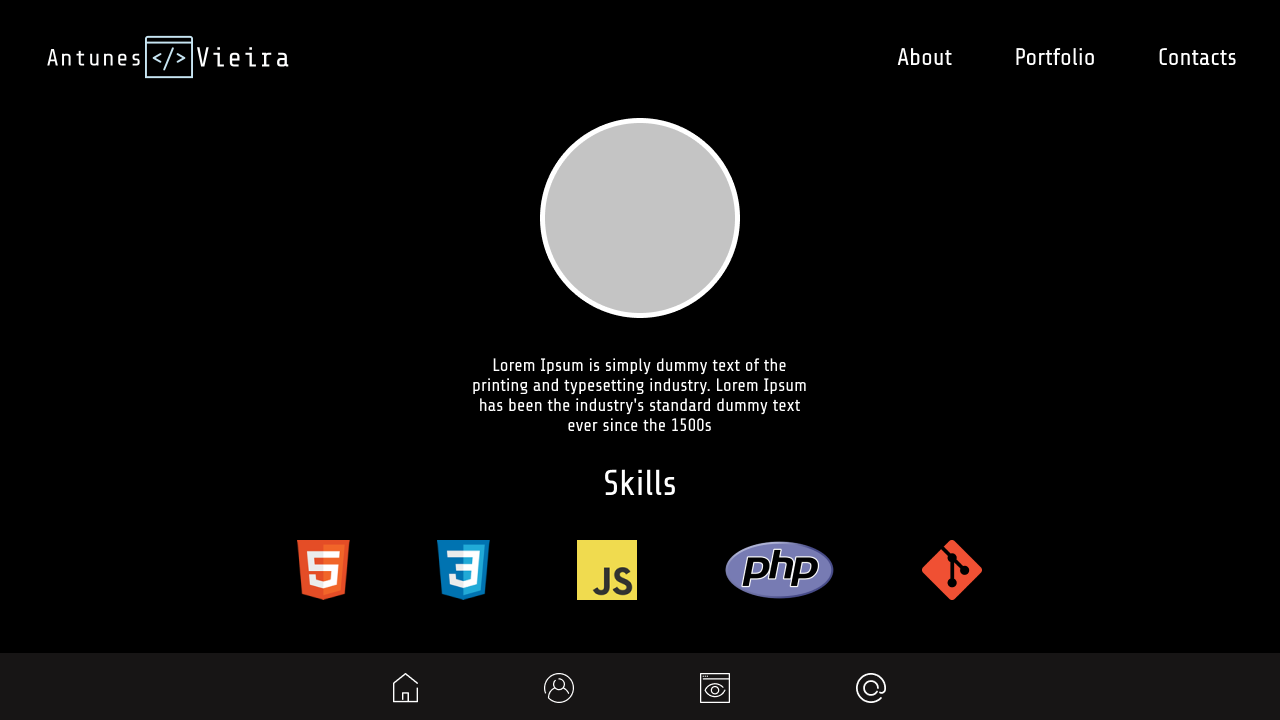 Antunes </> Vieira
About Portfolio Contacts
Lorem Ipsum is simply dummy text of the
printing and typesetting industry. Lorem Ipsum
has been the industry's standard dummy text
ever since the 1500s
Skills
5 3 JS php